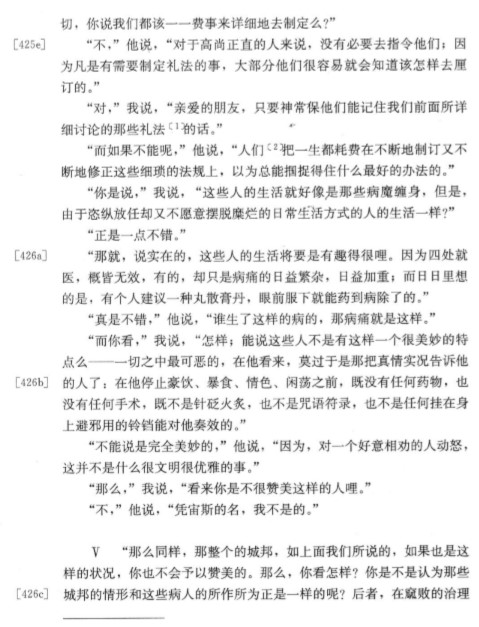 切，你说我们都该一一费事来详细地去制定么？”
[425e] “不，”他说，“对于高尚正直的人来说，没有必要去指令他们；因
为凡是有需要制定礼法的事，大部分他们很容易就会知道该怎样去厘
订的。”
“对，”我说，“亲爱的朋友，只要神常保他们能记住我们前面所详
细讨论的那些礼法〔1〕的话。”
“而如果不能呢，”他说，“人们〔2〕把一生都耗费在不断地制订又不
断地修正这些细琐的法规上，以为总能掴捉得住什么最好的办法的。”
“你是说，”我说，“这些人的生活就好像是那些病魔缠身，但是，
由于恣纵放任却又不愿意摆脱糜烂的日常生活方式的人的生活一样？”
“正是一点不错。”
[426a] “那就，说实在的，这些人的生活将要是有趣得很哩。因为四处就
医，概皆无效，有的，却只是病痛的日益繁杂，日益加重；而日日里想
的是，有个人建议一种丸散膏丹，眼前服下就能药到病除了的。”
“真是不错，”他说，“谁生了这样的病的，那病痛就是这样。”
“而你看，”我说，“怎样；能说这些人不是有这样一个很美妙的特
点么——一切之中最可恶的，在他看来，莫过于是那把真情实况告诉他
[426b] 的人了；在他停止豪饮、暴食、情色、闲荡之前，既没有任何药物，也
没有任何手术，既不是针砭火炙，也不是咒语符录，也不是任何挂在身
上避邪用的铃铛能对他奏效的。”
“不能说是完全美妙的，”他说，“因为，对一个好意相劝的人动怒，
这并不是什么很文明很优雅的事。”
“那么，”我说，“看来你是不很赞美这样的人哩。”
“不，”他说，“凭宙斯的名，我不是的。”
V “那么同样，那整个的城邦，如上面我们所说的，如果也是这
样的状况，你也不会予以赞美的。那么，你看怎样？你是不是认为那些
[426c] 城邦的情形和这些病人的所作所为正是一样的呢？后者，在窳败的治理